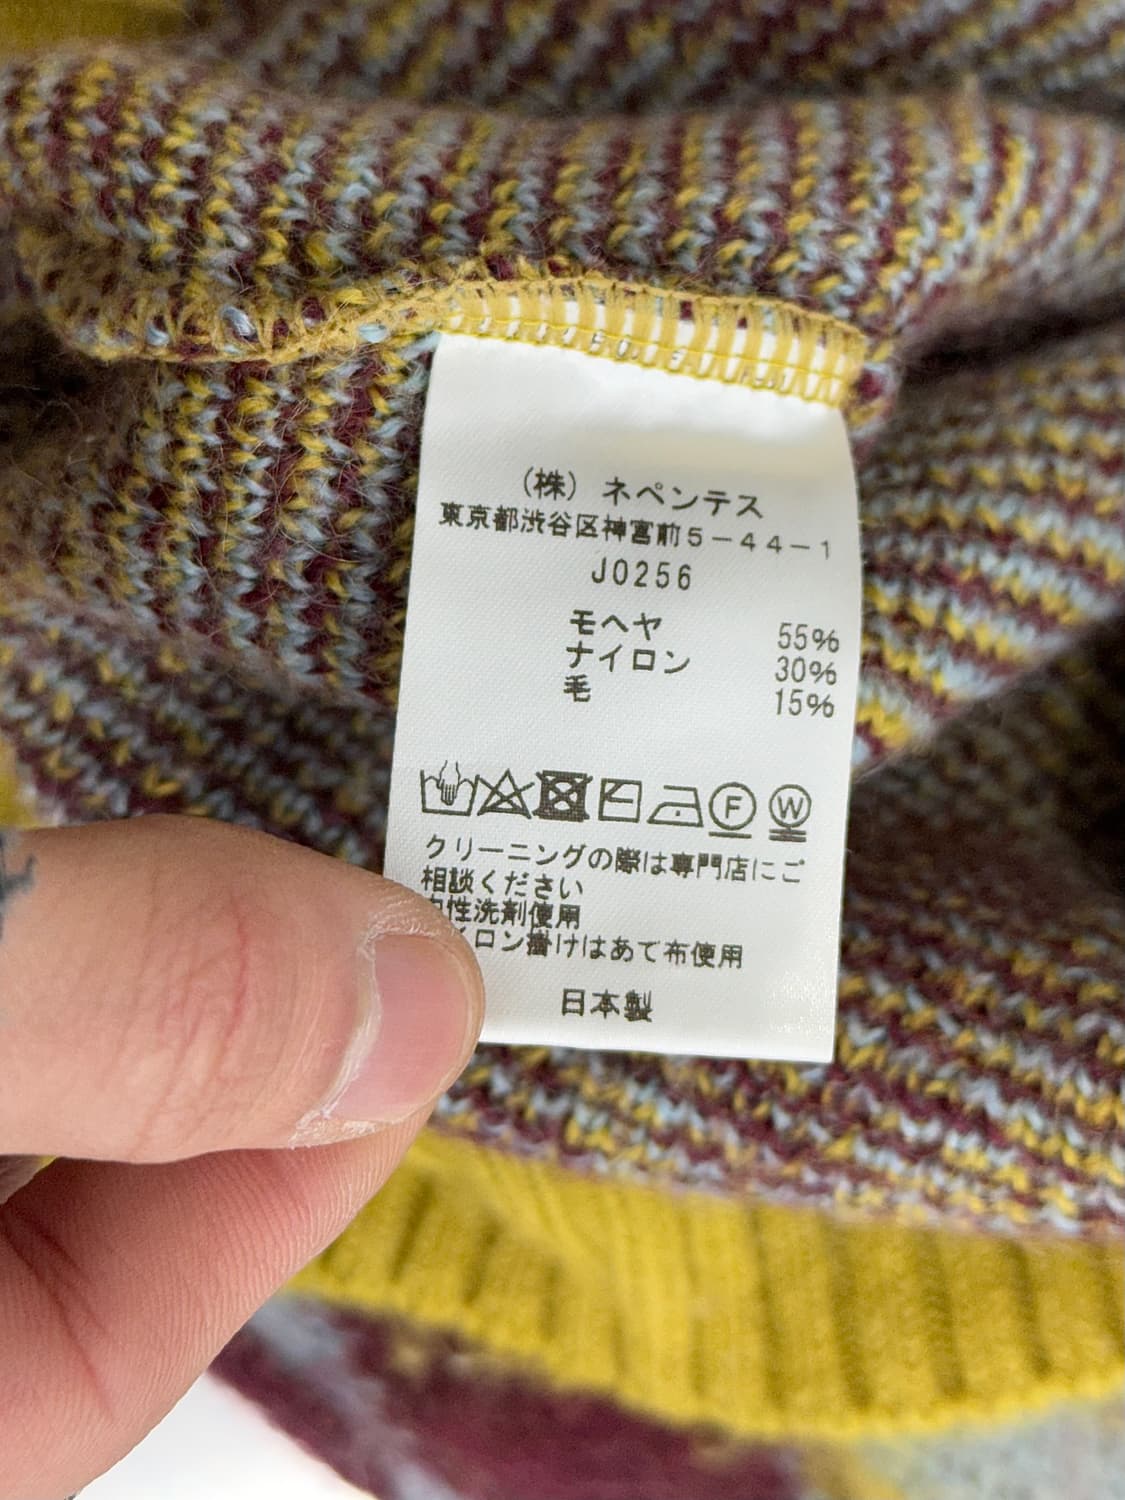 (株) ネペンテス
東京都渋谷区神宮前5-44-1
J0256
モヘヤ 55%
ナイロン 30%
毛 15%
F W
クリーニングの際は専門店にご
相談ください
性洗剤使用
ロン掛けはあて布使用
日本製